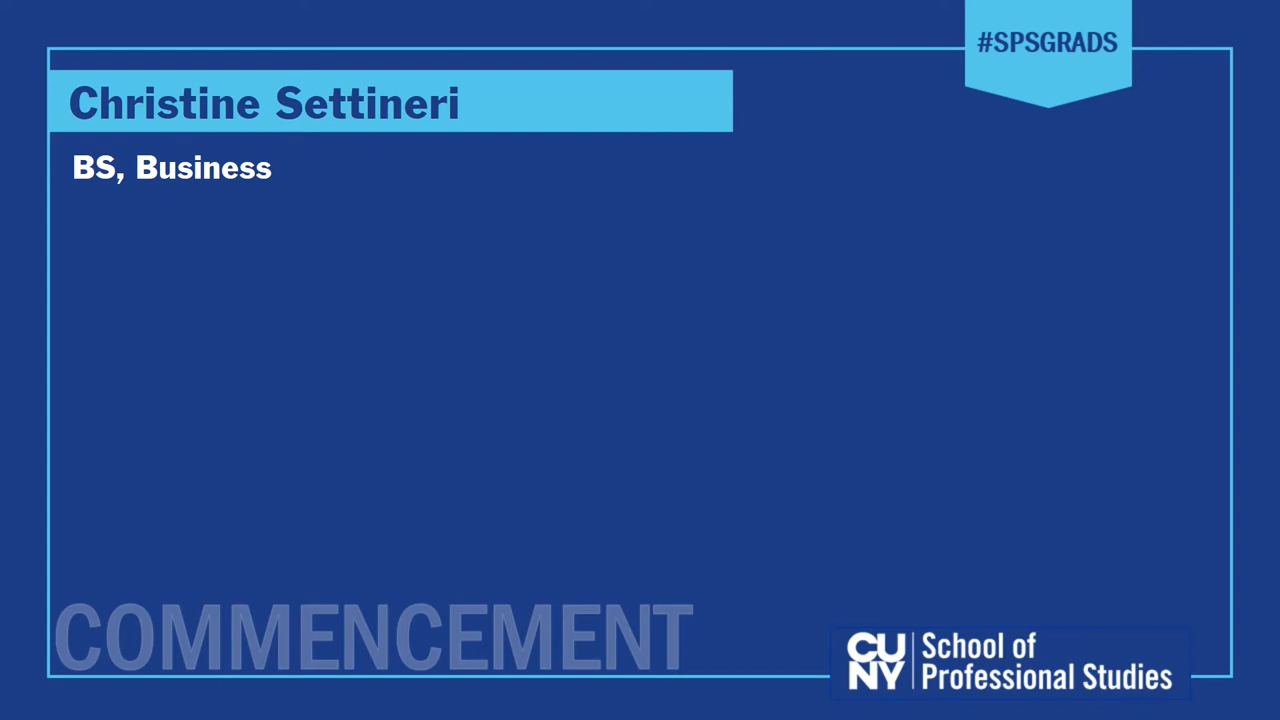 #SPSGRADS
Christine Settineri
BS, Business
COMMENCEMENT
CU
NY
School of
Professional Studies